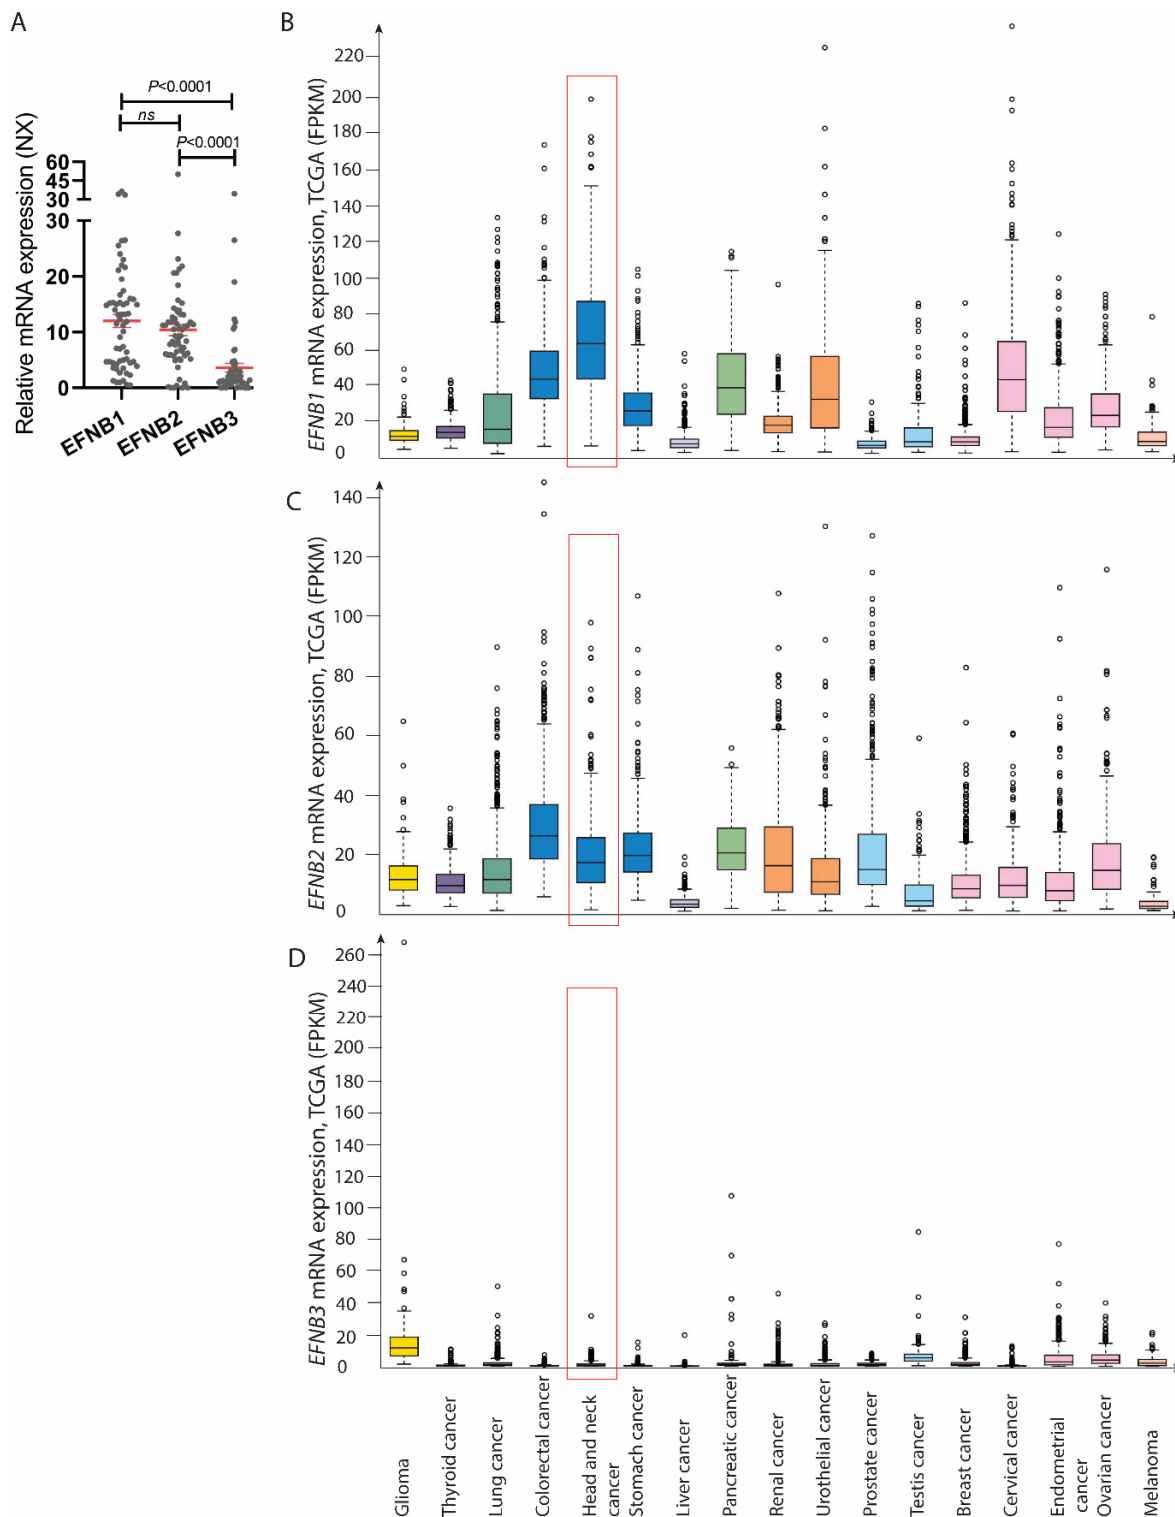 A
P<0.0001
ns
P<0.0001
Relative mRNA expression (NX)
60
45
30
30
20
10
0
EFNB1
EFNB2
EFNB3
B
EFNB1 mRNA expression, TCGA (FPKM)
220
200
180
160
140
120
100
80
60
40
20
0
C
EFNB2 mRNA expression, TCGA (FPKM)
140
120
100
80
60
40
20
0
D
EFNB3 mRNA expression, TCGA (FPKM)
260
240
220
200
180
160
140
120
100
80
60
40
20
0
Glioma
Thyroid cancer
Lung cancer
Colorectal cancer
Head and neck
cancer
Stomach cancer
Liver cancer
Pancreatic cancer
Renal cancer
Urothelial cancer
Prostate cancer
Testis cancer
Breast cancer
Cervical cancer
Endometrial
cancer
Ovarian cancer
Melanoma